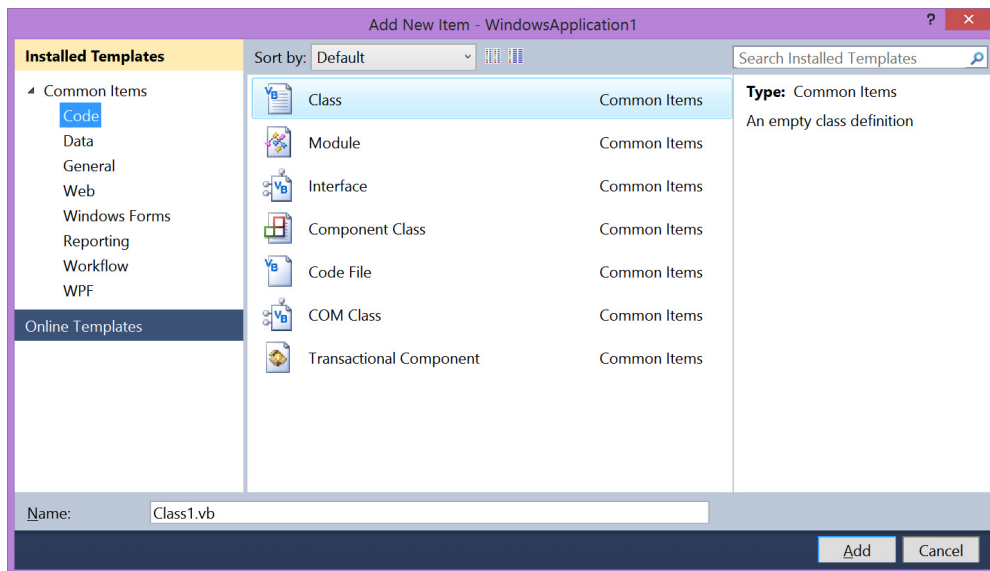 Add New Item - WindowsApplication1
?
Installed Templates
Sort by: Default
Search Installed Templates
Common Items
Code
Data
General
Web
Windows Forms
Reporting
Workflow
WPF
Online Templates
Class Common Items
Module Common Items
Interface Common Items
Component Class Common Items
Code File Common Items
COM Class Common Items
Transactional Component Common Items
Type: Common Items
An empty class definition
Name: Class1.vb
Add Cancel